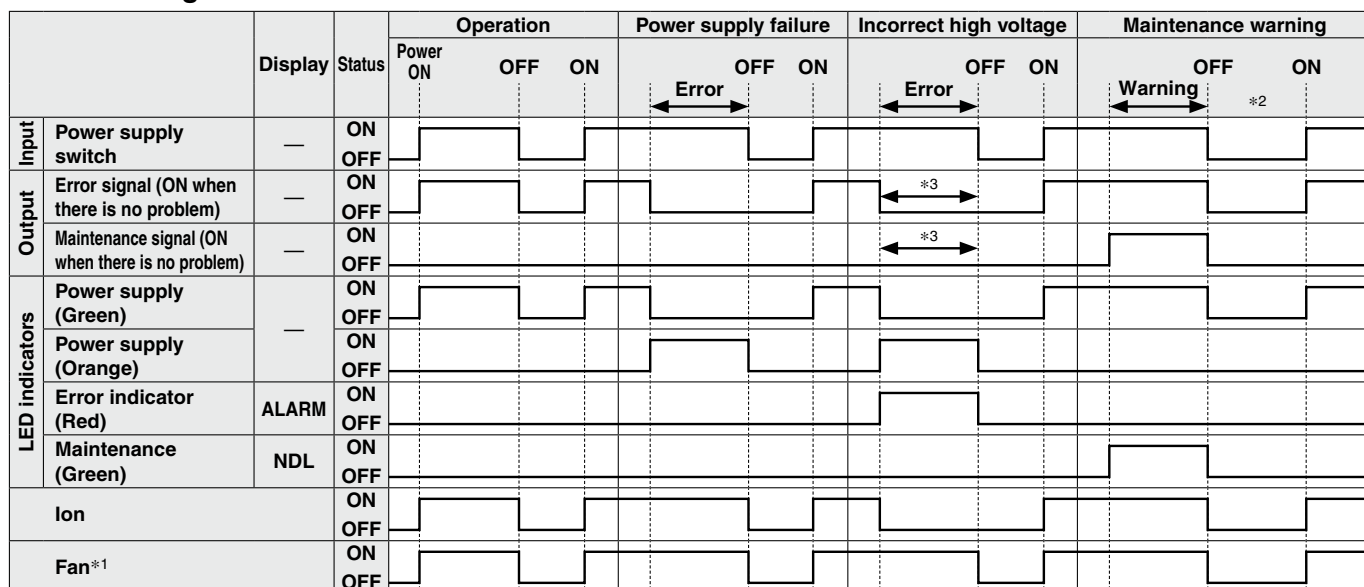 Operation Power supply failure Incorrect high voltage Maintenance warning
Display Status Power ON OFF ON OFF ON OFF ON OFF ON
Error Error Warning *2
Input
Power supply switch — ON OFF
Output
Error signal (ON when there is no problem) — ON OFF *3
Maintenance signal (ON when there is no problem) — ON OFF *3
LED indicators
Power supply (Green) — ON OFF
Power supply (Orange) ON OFF
Error indicator (Red) ALARM ON OFF
Maintenance (Green) NDL ON OFF
Ion ON OFF
Fan*1 ON OFF